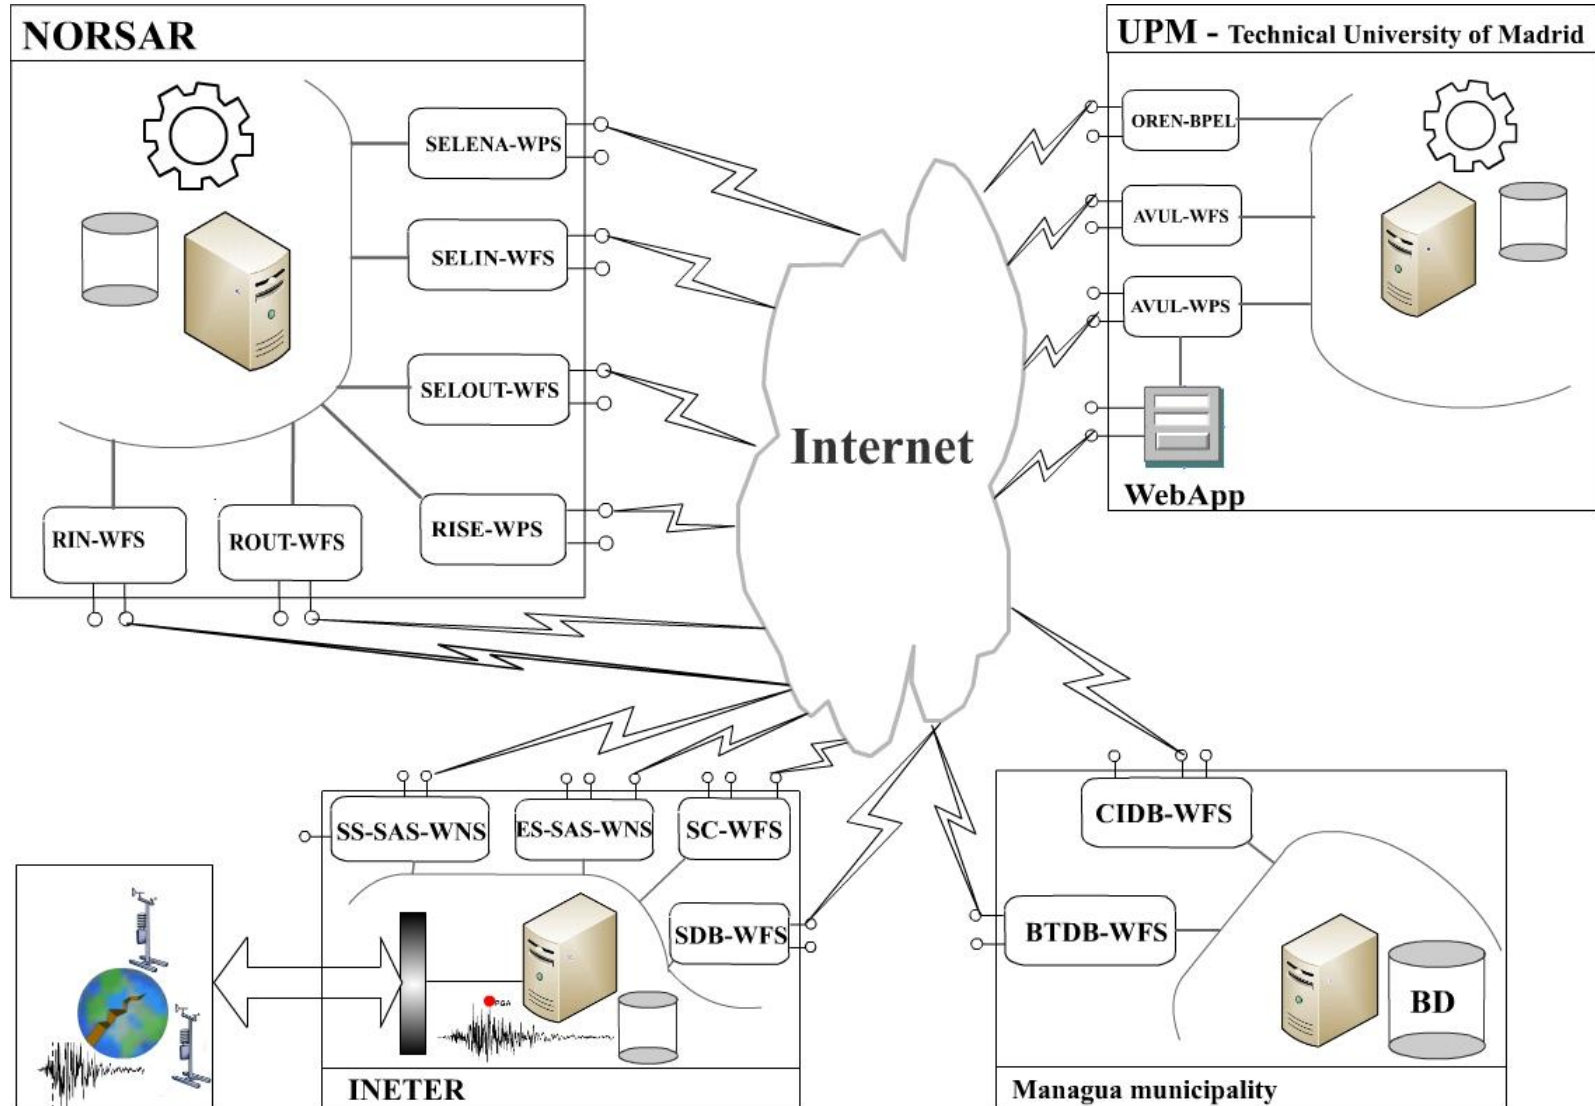 NORSAR
UPM - Technical University of Madrid
SELENA-WPS
OREN-BPEL
SELIN-WFS
AVUL-WFS
AVUL-WPS
SELOUT-WFS
Internet
WebApp
RIN-WFS
ROUT-WFS
RISE-WPS
SS-SAS-WNS
ES-SAS-WNS
SC-WFS
CIDB-WFS
SDB-WFS
BTDB-WFS
PGA
BD
INETER
Managua municipality